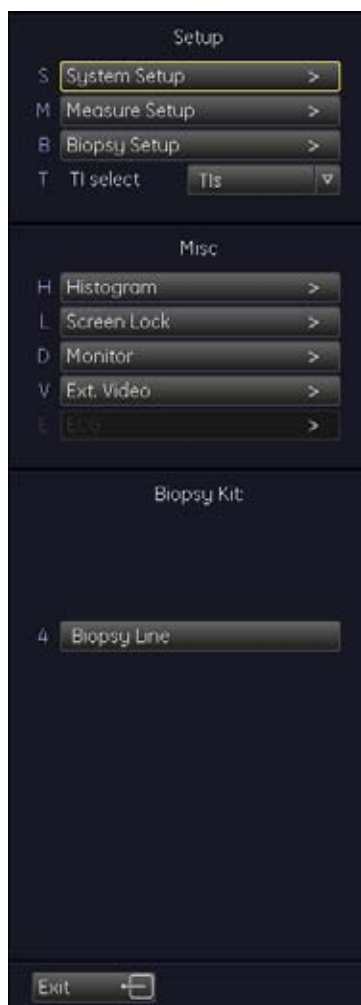 Setup
S System Setup >
M Measure Setup >
B Biopsy Setup >
T TI select TIs
Misc
H Histogram >
L Screen Lock >
D Monitor >
V Ext. Video >
E ECG >
Biopsy Kit:
4 Biopsy Line
Exit